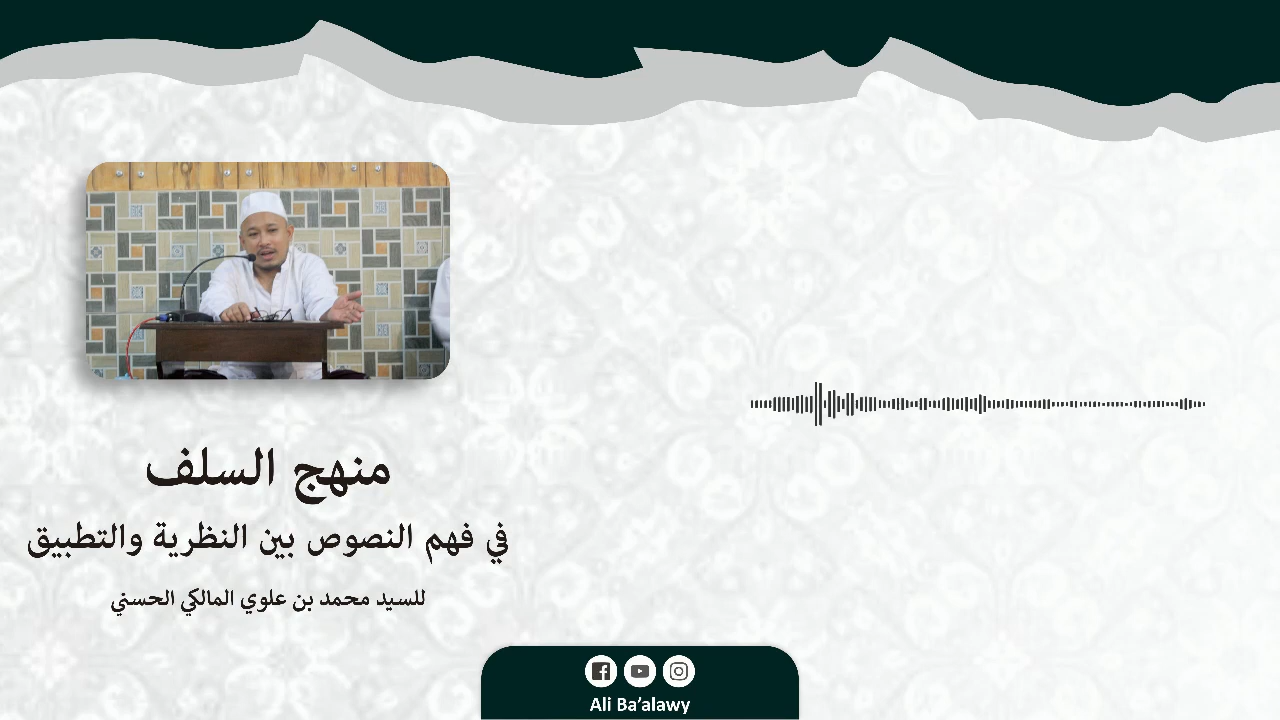 منهج السلف
في فهم النصوص بين النظرية والتطبيق
للسيد محمد بن علوي المالكي الحسني
Ali Ba'alawy